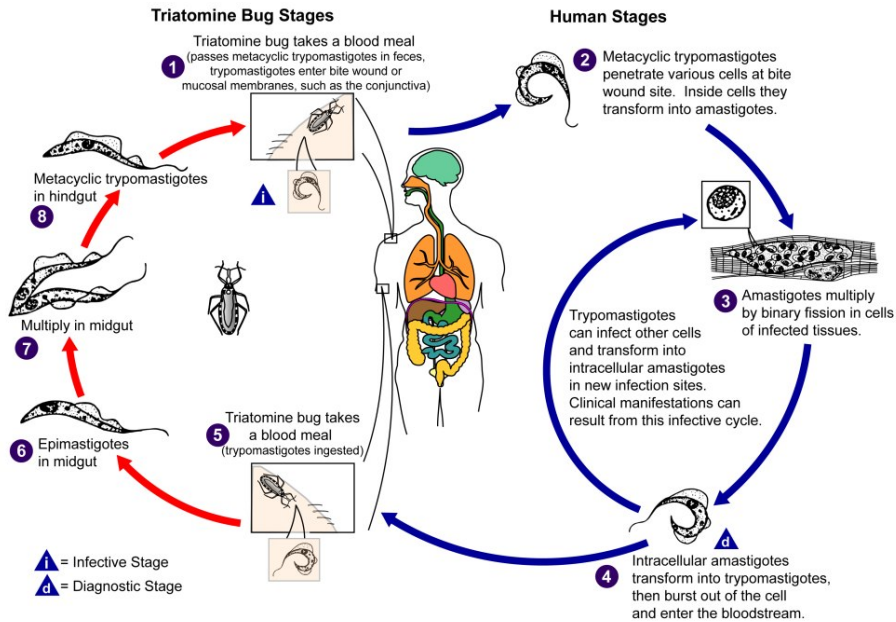 Triatomine Bug Stages
Human Stages
1
Triatomine bug takes a blood meal
(passes metacyclic trypomastigotes in feces,
trypomastigotes enter bite wound or
mucosal membranes, such as the conjunctiva)
i
2
Metacyclic trypomastigotes
penetrate various cells at bite
wound site. Inside cells they
transform into amastigotes.
3
Amastigotes multiply
by binary fission in cells
of infected tissues.
Trypomastigotes
can infect other cells
and transform into
intracellular amastigotes
in new infection sites.
Clinical manifestations can
result from this infective cycle.
d
4
Intracellular amastigotes
transform into trypomastigotes,
then burst out of the cell
and enter the bloodstream.
5
Triatomine bug takes
a blood meal
(trypomastigotes ingested)
6
Epimastigotes
in midgut
Multiply in midgut
7
Metacyclic trypomastigotes
in hindgut
8
i = Infective Stage
d = Diagnostic Stage